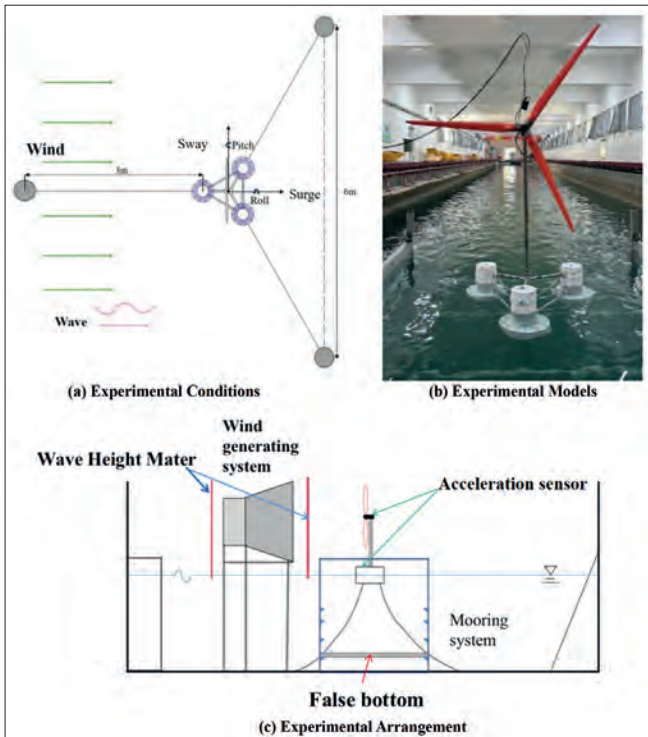 Wind
8m
Sway
Pitch
Surge
Roll
6m
Wave
(a) Experimental Conditions
(b) Experimental Models
Wind
generating
system
Wave Height Mater
Acceleration sensor
Mooring
system
False bottom
(c) Experimental Arrangement